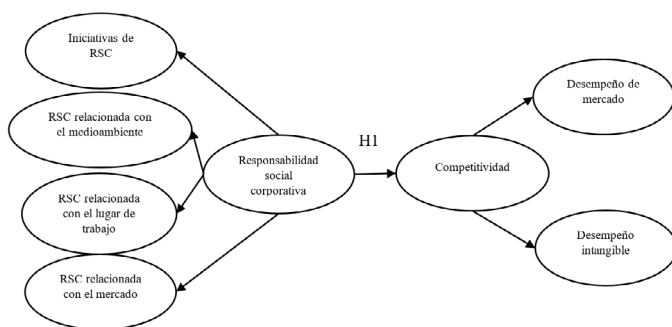 Iniciativas de
RSC
RSC relacionada con
el medioambiente
RSC relacionada
con el lugar de
trabajo
RSC relacionada
con el mercado
Responsabilidad
social
corporativa
H1
Competitividad
Desempeño de
mercado
Desempeño
intangible